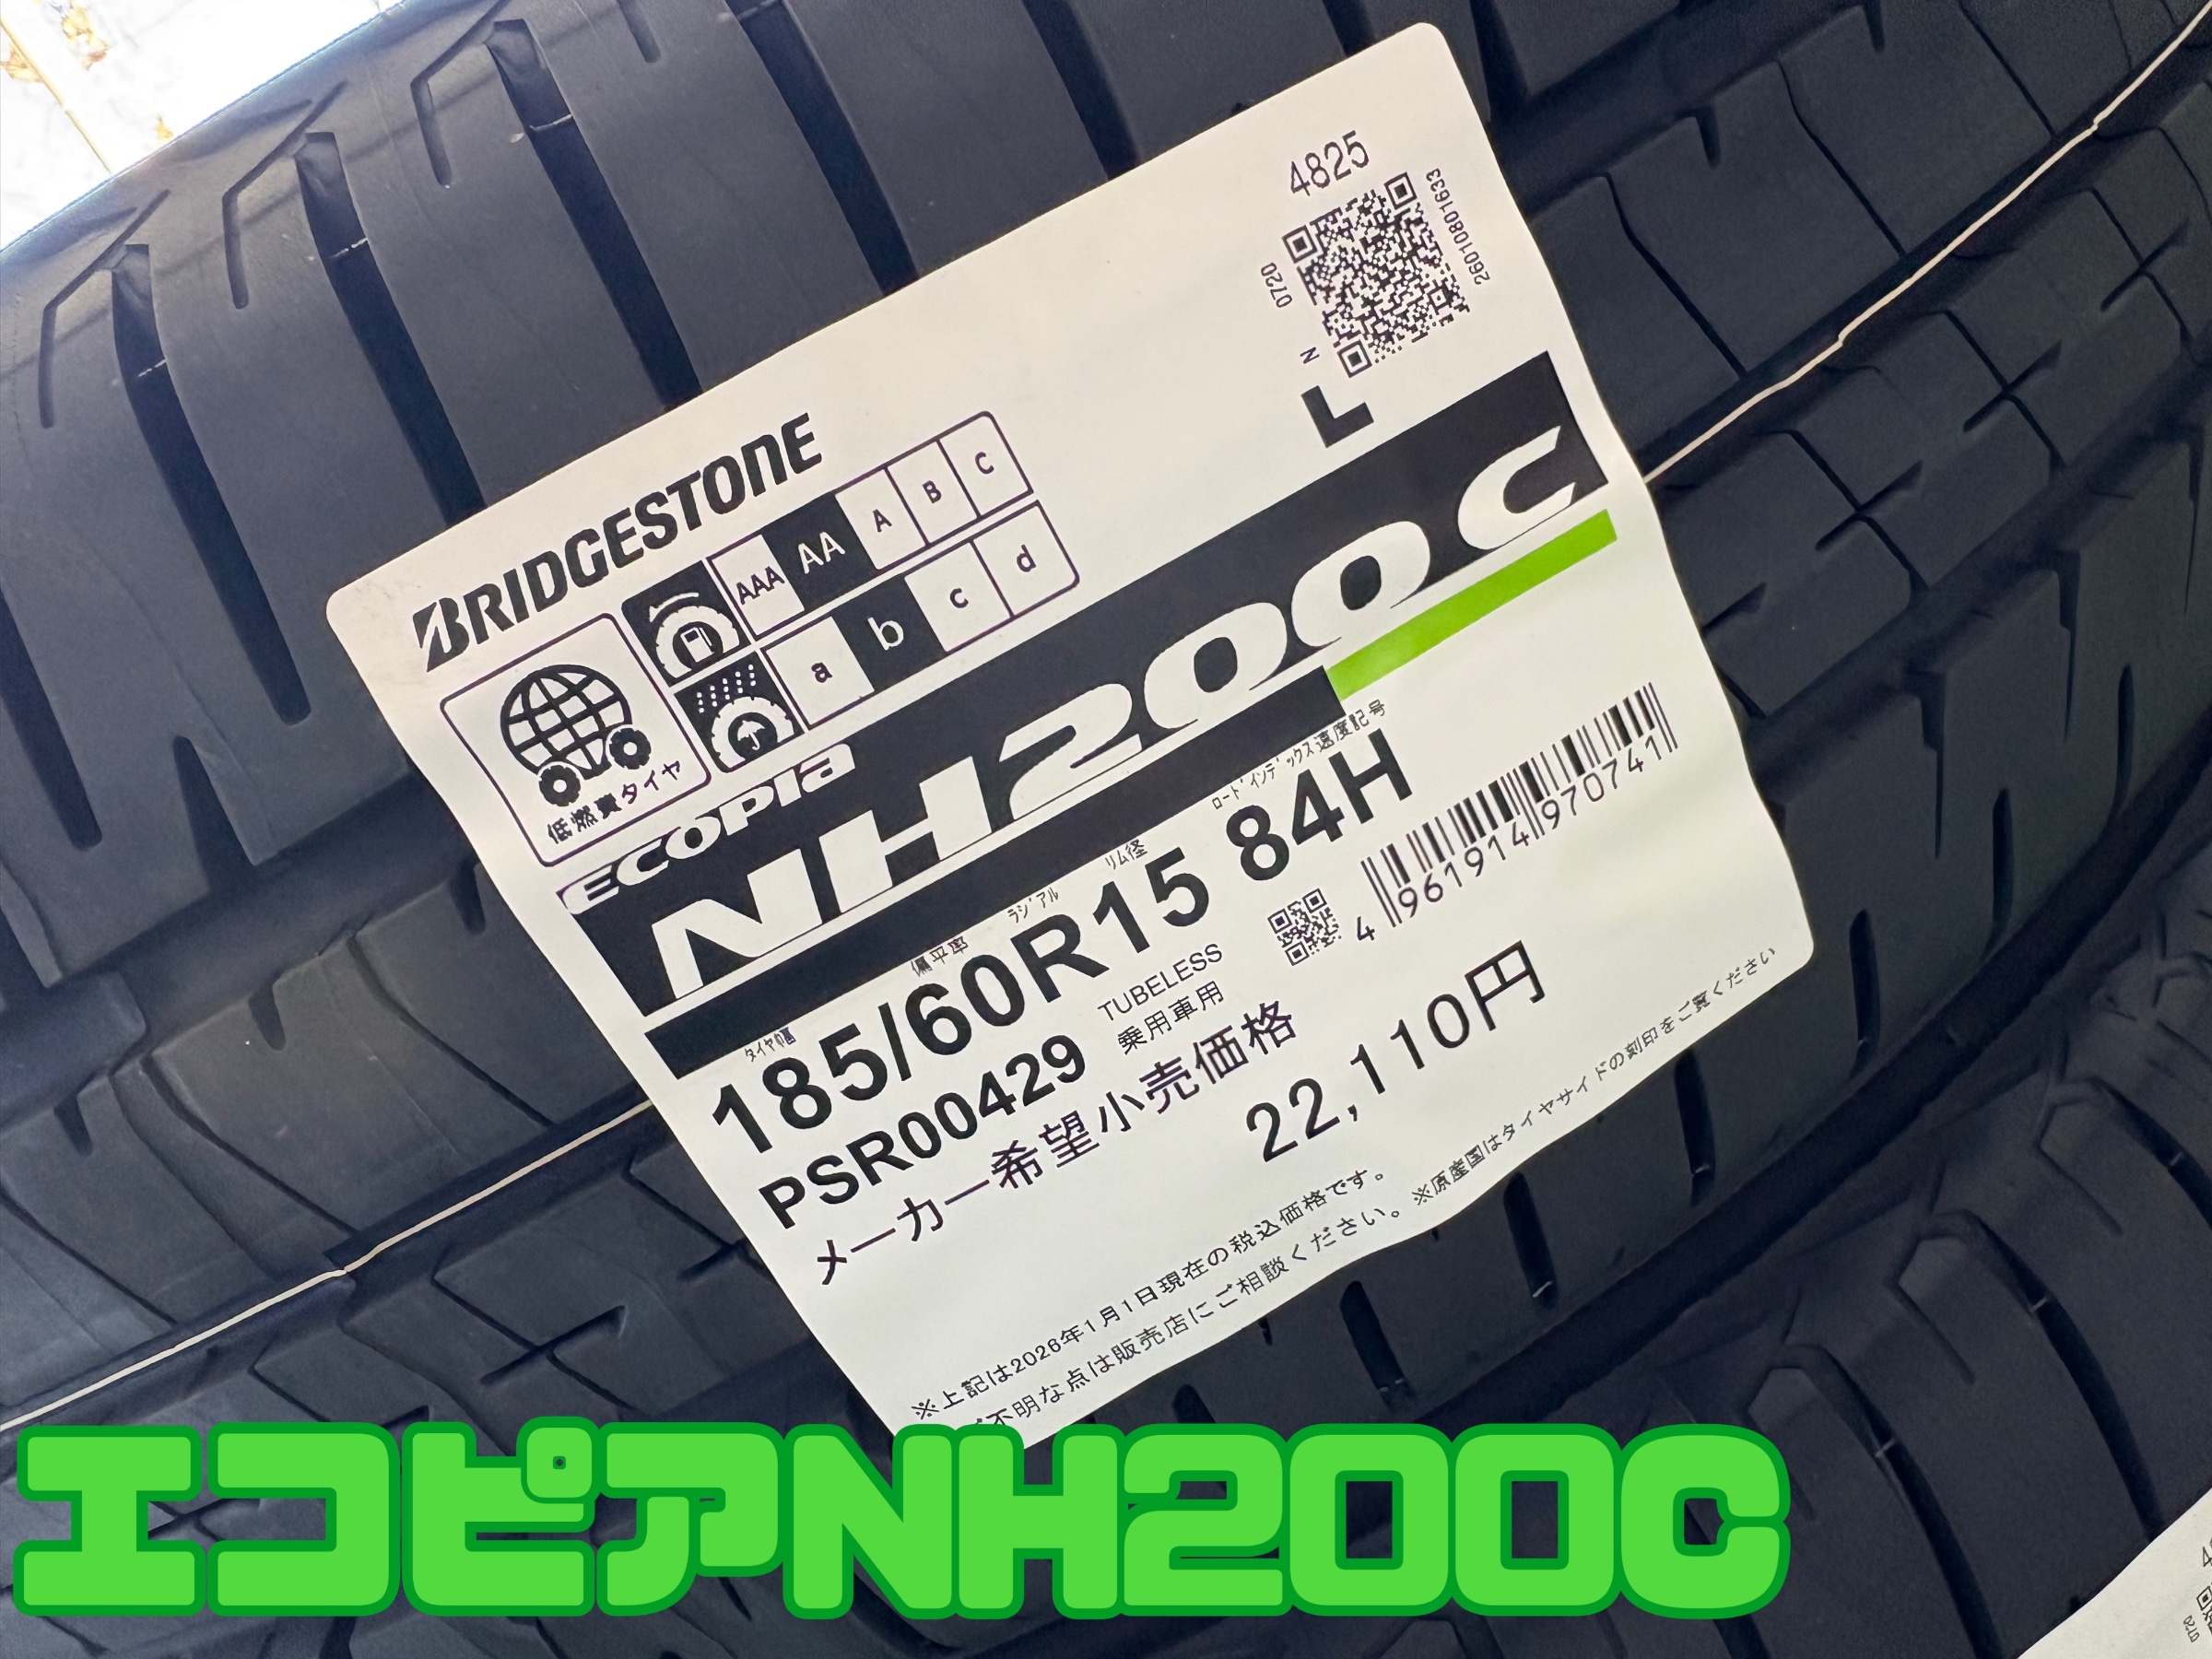 4825
0720
26010801633
N
L
BRIDGESTONE
AAA AA A B C
a b c d
低燃費タイヤ
ECOPIA
NH200C
タイヤの幅 偏平率 ラジアル リム径 ロードインデックス 速度記号
185/60R15 84H
PSR00429
TUBELESS
乗用車用
4 961914 970741
メーカー希望小売価格
22,110円
※上記は2026年1月1日現在の税込価格です。
不明な点は販売店にご相談ください。※原産国はタイヤサイドの刻印をご覧ください
エコピアNH200C